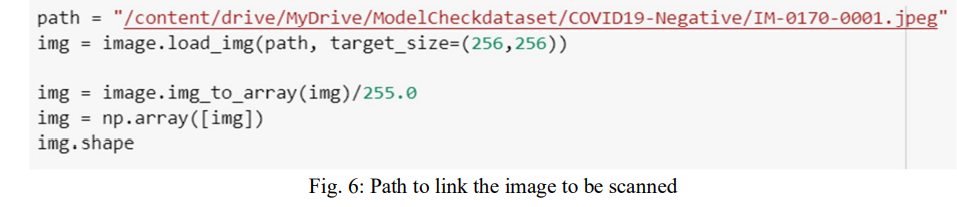 path = "/content/drive/MyDrive/ModelCheckdataset/COVID19-Negative/IM-0170-0001.jpeg"
img = image.load_img(path, target_size=(256,256))
img = image.img_to_array(img)/255.0
img = np.array([img])
img.shape
Fig. 6: Path to link the image to be scanned